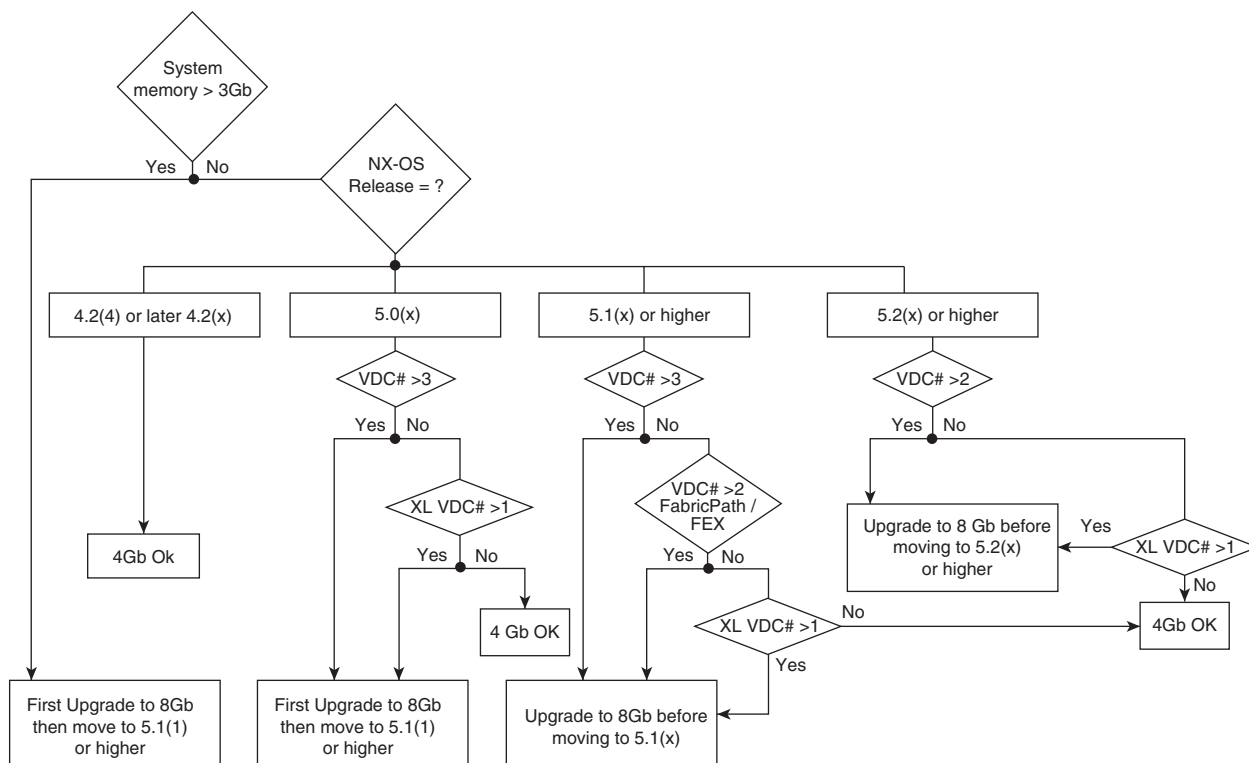 System
memory > 3Gb
Yes
No
NX-OS
Release = ?
4.2(4) or later 4.2(x)
5.0(x)
5.1(x) or higher
5.2(x) or higher
VDC# >3
VDC# >3
VDC# >2
Yes
No
Yes
No
Yes
No
XL VDC# >1
VDC# >2
FabricPath /
FEX
Upgrade to 8 Gb before
moving to 5.2(x)
or higher
Yes
XL VDC# >1
4Gb Ok
Yes
No
Yes
No
No
4 Gb OK
XL VDC# >1
No
4Gb OK
Yes
First Upgrade to 8Gb
then move to 5.1(1)
or higher
First Upgrade to 8Gb
then move to 5.1(1)
or higher
Upgrade to 8Gb before
moving to 5.1(x)